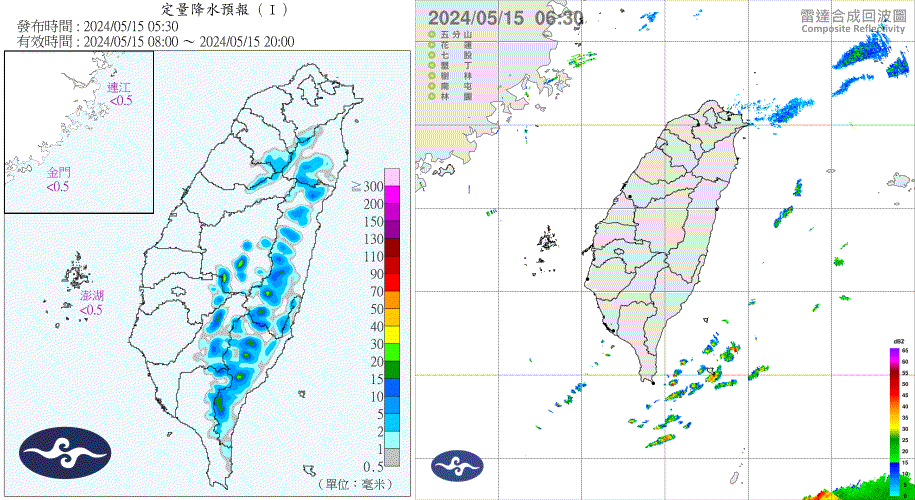 定量降水預報 ( I )
發布時間 : 2024/05/15 05:30
有效時間 : 2024/05/15 08:00 ～ 2024/05/15 20:00
連江
<0.5
金門
<0.5
澎湖
<0.5
≧
300
200
150
130
110
90
70
50
40
30
20
15
10
5
2
1
0.5
(單位：毫米)
2024/05/15 06:30
雷達合成回波圖
Composite Reflectivity
五分山
花蓮
七股
墾丁
樹林
南屯
林園
dBZ
65
60
55
50
45
40
35
30
25
20
15
10
5